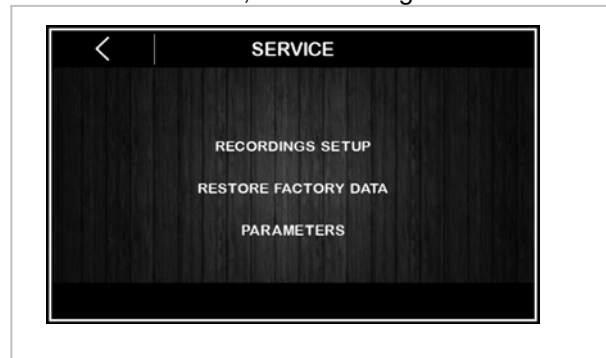 SERVICE
RECORDINGS SETUP
RESTORE FACTORY DATA
PARAMETERS